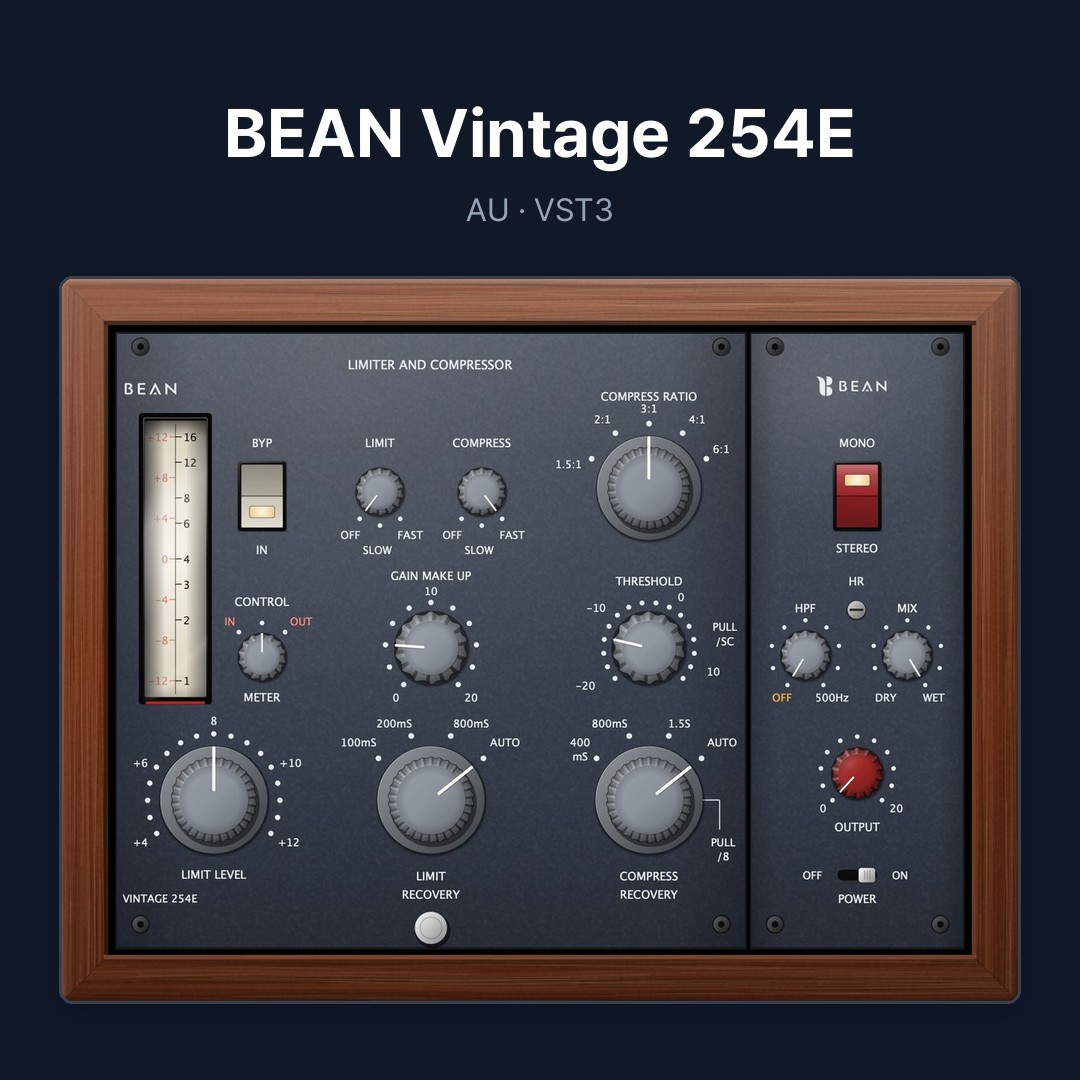 BEAN Vintage 254E
AU · VST3
LIMITER AND COMPRESSOR
BEAN
+12 16
12
+8
8
+4
6
0 4
3
-4
2
-8
-12 1
BYP
IN
CONTROL
IN OUT
METER
LIMIT
OFF FAST
SLOW
COMPRESS
OFF FAST
SLOW
COMPRESS RATIO
3:1
2:1 4:1
1.5:1 6:1
GAIN MAKE UP
10
0 20
THRESHOLD
0
-10
PULL
/SC
10
-20
8
+6 +10
+4 +12
LIMIT LEVEL
200mS 800mS
100mS AUTO
LIMIT
RECOVERY
800mS 1.5S
400
mS
AUTO
PULL
/8
COMPRESS
RECOVERY
VINTAGE 254E
BEAN
MONO
STEREO
HR
HPF MIX
OFF 500Hz DRY WET
0 20
OUTPUT
OFF ON
POWER